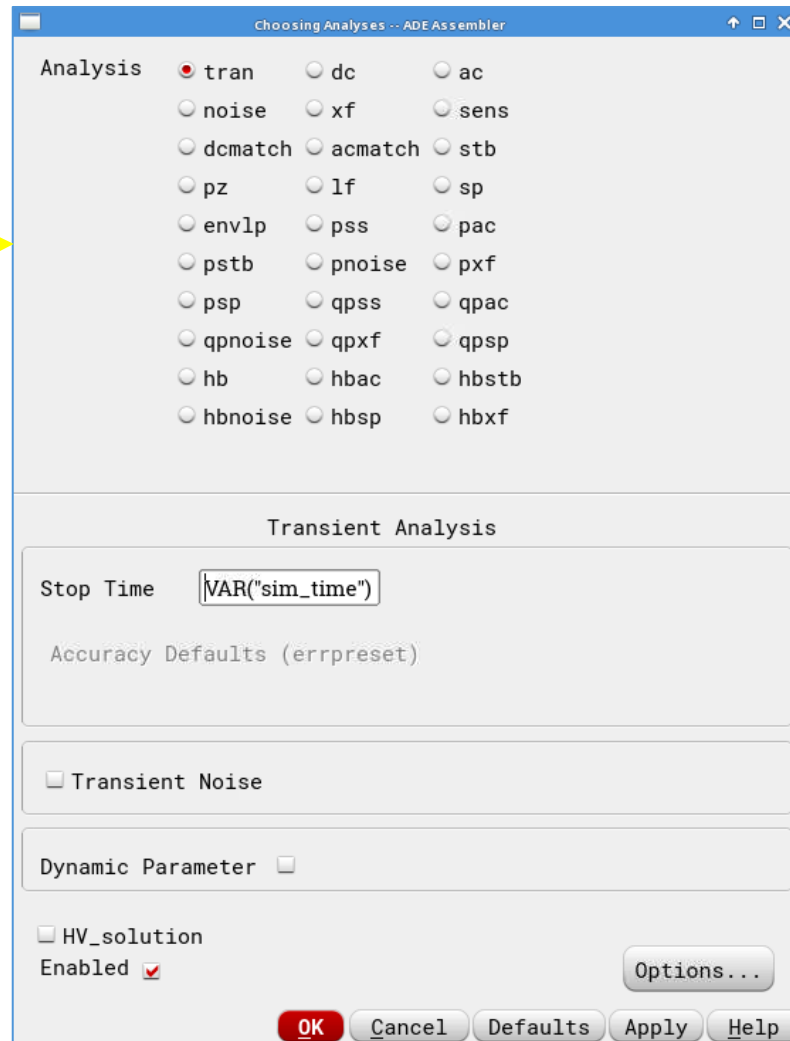 Choosing Analyses -- ADE Assembler
Analysis tran dc ac
noise xf sens
dcmatch acmatch stb
pz lf sp
envlp pss pac
pstb pnoise pxf
psp qpss qpac
qpnoise qpxf qpsp
hb hbac hbstb
hbnoise hbsp hbxf
Transient Analysis
Stop Time VAR("sim_time")
Accuracy Defaults (errpreset)
Transient Noise
Dynamic Parameter
HV_solution
Enabled Options...
OK Cancel Defaults Apply Help